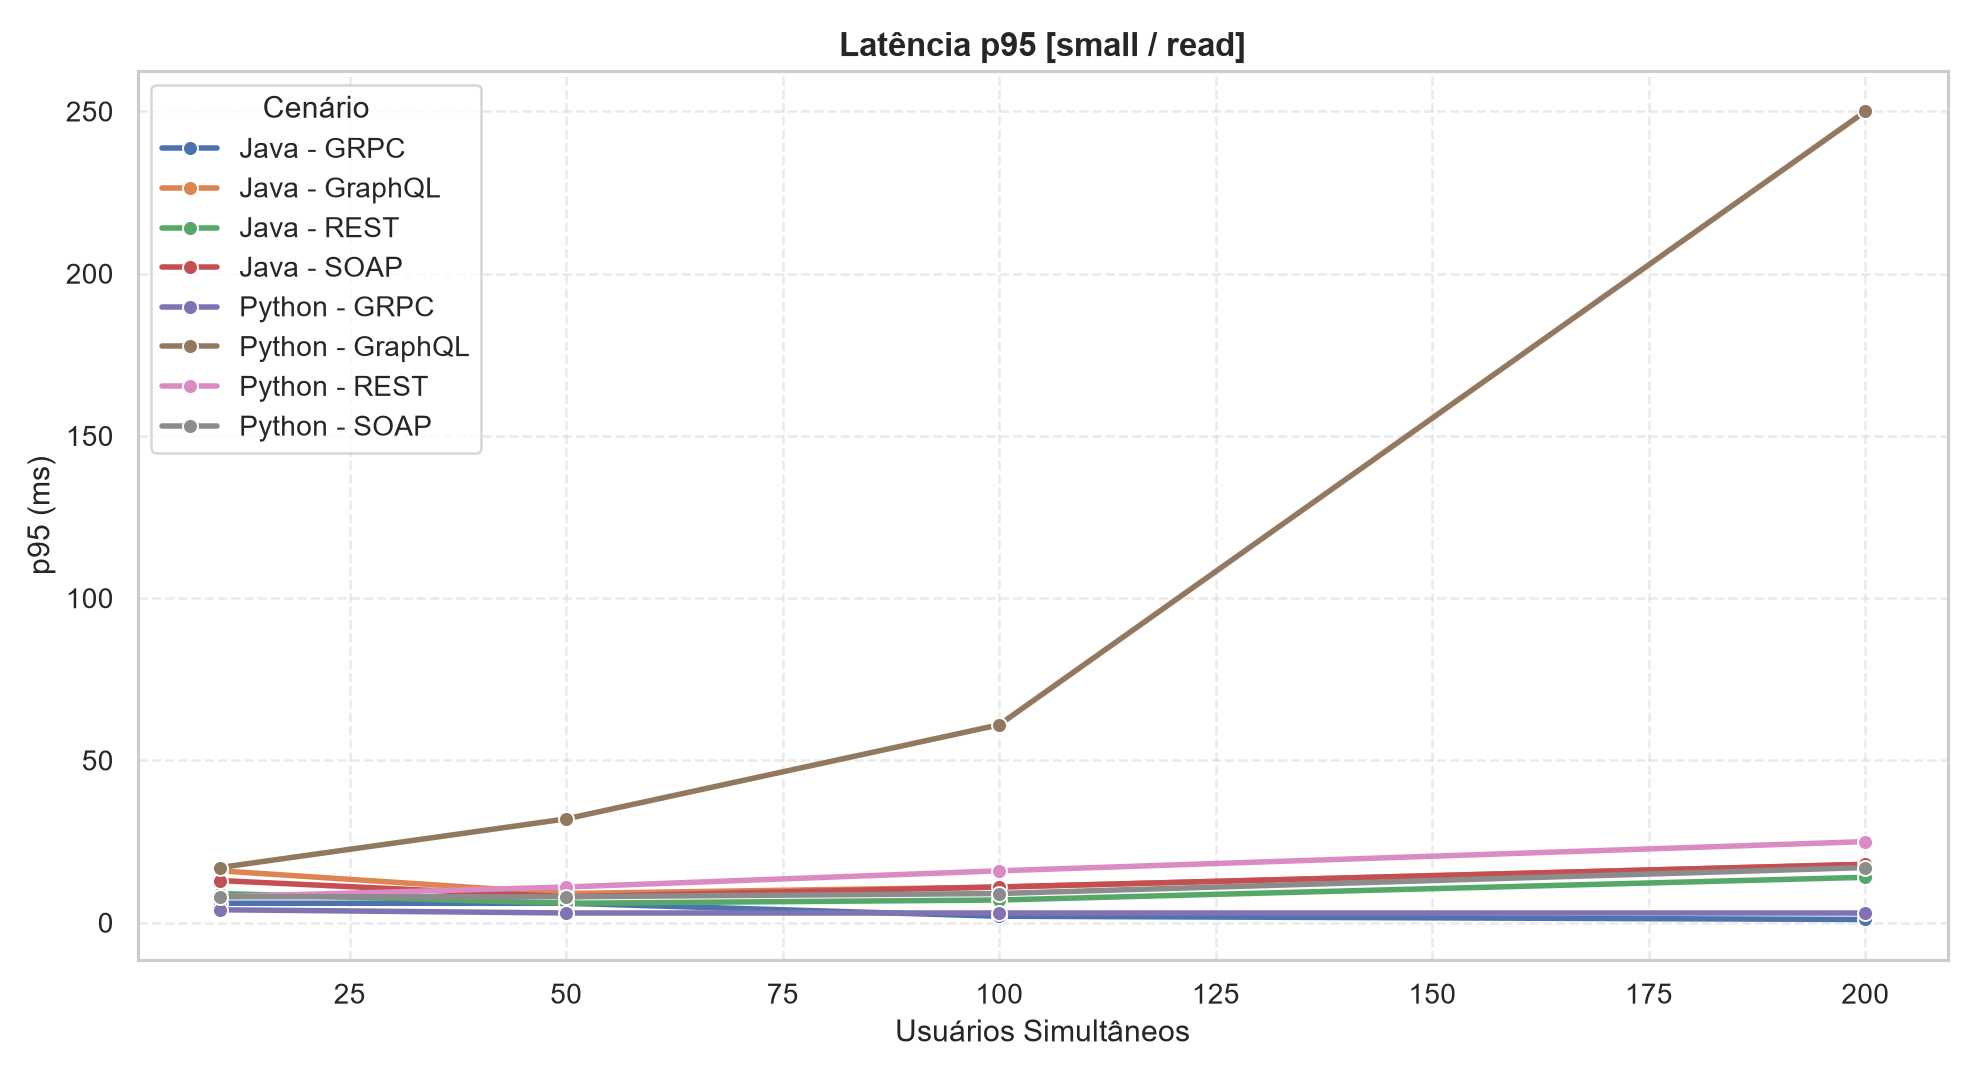 Latência p95 [small / read]
Cenário
Java - GRPC
Java - GraphQL
Java - REST
Java - SOAP
Python - GRPC
Python - GraphQL
Python - REST
Python - SOAP
250
200
150
100
50
0
p95 (ms)
25 50 75 100 125 150 175 200
Usuários Simultâneos